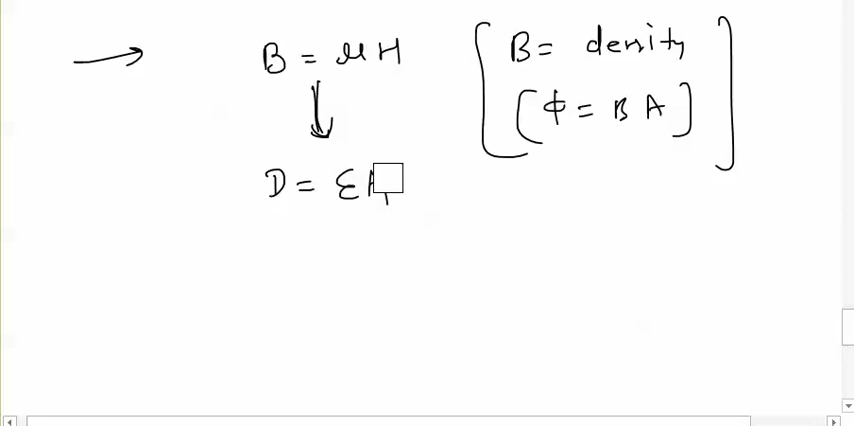 → B = μH [B = density
[ϕ = BA]]
D = ε